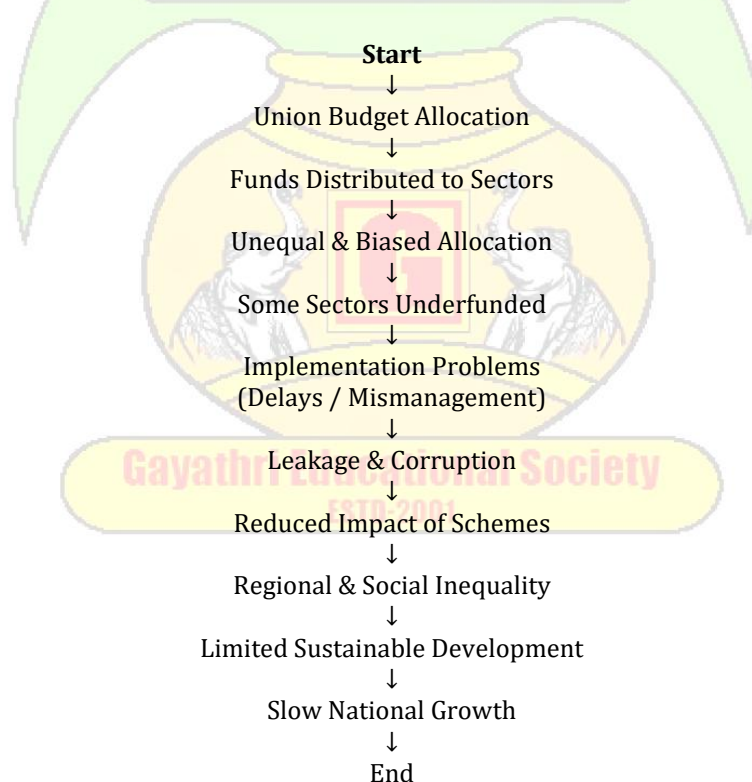 Start
↓
Union Budget Allocation
↓
Funds Distributed to Sectors
↓
Unequal & Biased Allocation
↓
Some Sectors Underfunded
↓
Implementation Problems
(Delays / Mismanagement)
↓
Leakage & Corruption
↓
Reduced Impact of Schemes
↓
Regional & Social Inequality
↓
Limited Sustainable Development
↓
Slow National Growth
↓
End
G
Gayathri Educational Society
ESTD-2001